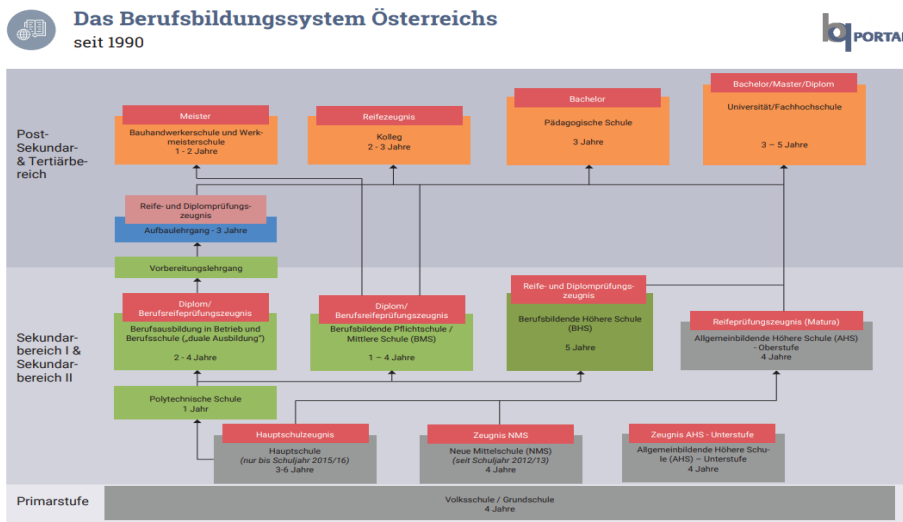 Das Berufsbildungssystem Österreichs
seit 1990
bq PORTAL
Post-
Sekundar-
& Tertiärbe-
reich
Meister
Bauhandwerkerschule und Werk-
meisterschule
1 - 2 Jahre
Reifezeugnis
Kolleg
2 - 3 Jahre
Bachelor
Pädagogische Schule
3 Jahre
Bachelor/Master/Diplom
Universität/Fachhochschule
3 – 5 Jahre
Reife- und Diplomprüfungs-
zeugnis
Aufbaulehrgang - 3 Jahre
Vorbereitungslehrgang
Sekundar-
bereich I &
Sekundar-
bereich II
Diplom/
Berufsreifeprüfungszeugnis
Berufsausbildung in Betrieb und
Berufsschule („duale Ausbildung")
2 - 4 Jahre
Diplom/
Berufsreifeprüfungszeugnis
Berufsbildende Pflichtschule /
Mittlere Schule (BMS)
1 – 4 Jahre
Reife- und Diplomprüfungs-
zeugnis
Berufsbildende Höhere Schule
(BHS)
5 Jahre
Reifeprüfungszeugnis (Matura)
Allgemeinbildende Höhere Schule (AHS)
- Oberstufe
4 Jahre
Polytechnische Schule
1 Jahr
Hauptschulzeugnis
Hauptschule
(nur bis Schuljahr 2015/16)
3-6 Jahre
Zeugnis NMS
Neue Mittelschule (NMS)
(seit Schuljahr 2012/13)
4 Jahre
Zeugnis AHS - Unterstufe
Allgemeinbildende Höhere Schu-
le (AHS) – Unterstufe
4 Jahre
Primarstufe
Volksschule / Grundschule
4 Jahre